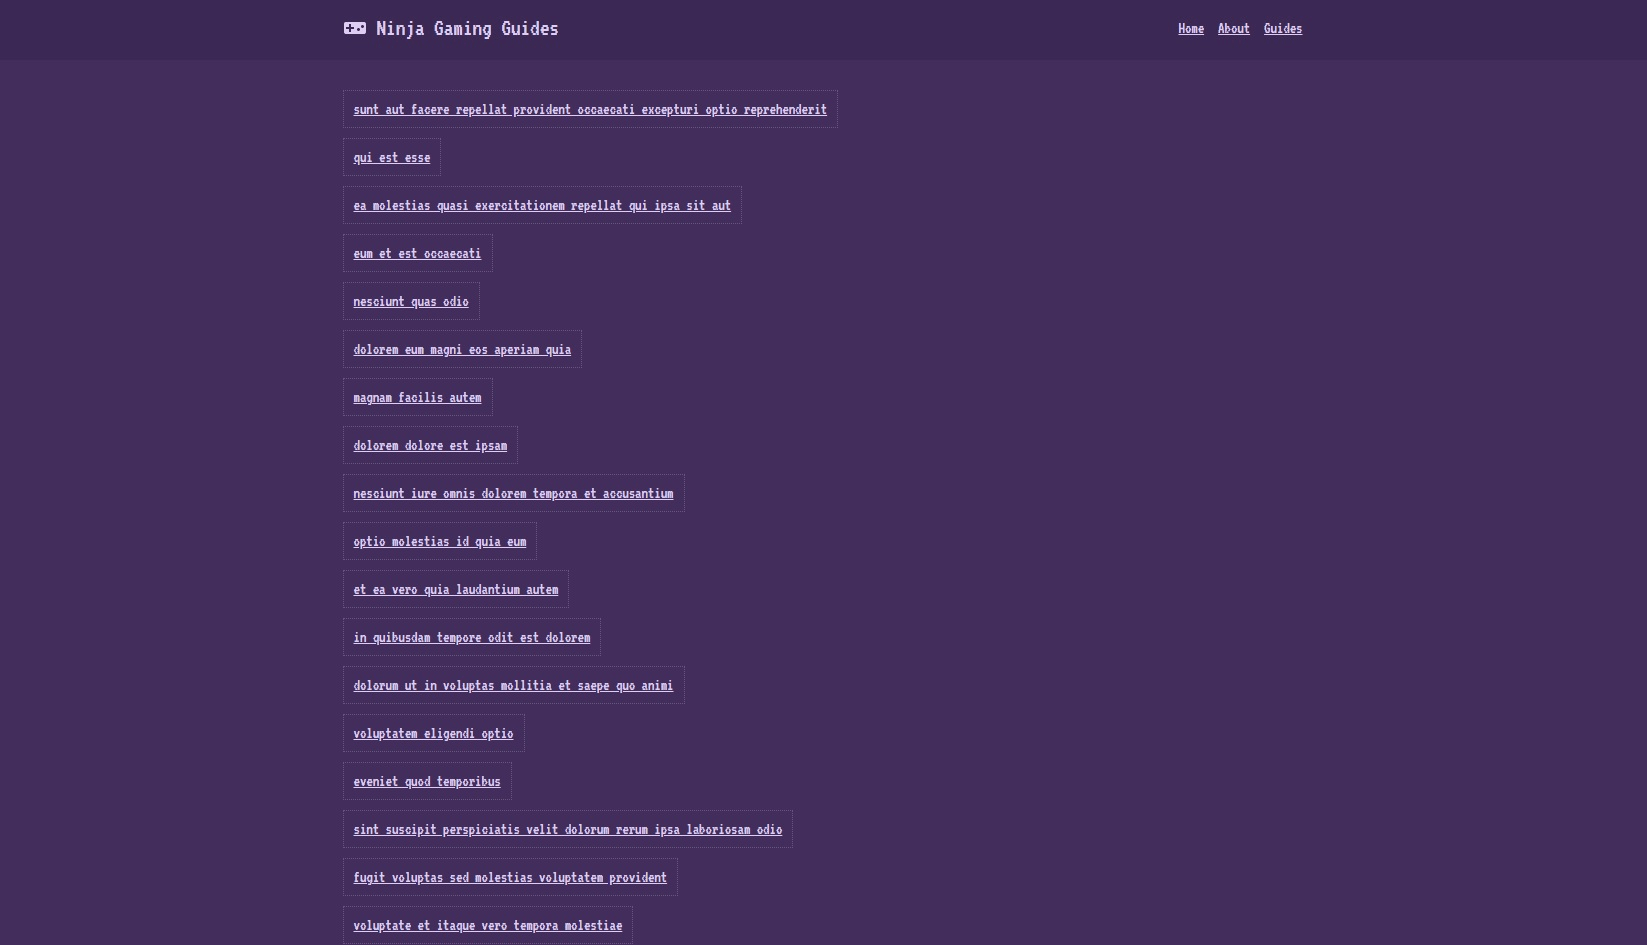 Ninja Gaming Guides
Home About Guides
sunt aut facere repellat provident occaecati excepturi optio reprehenderit
qui est esse
ea molestias quasi exercitationem repellat qui ipsa sit aut
eum et est occaecati
nesciunt quas odio
dolorem eum magni eos aperiam quia
magnam facilis autem
dolorem dolore est ipsam
nesciunt iure omnis dolorem tempora et accusantium
optio molestias id quia eum
et ea vero quia laudantium autem
in quibusdam tempore odit est dolorem
dolorum ut in voluptas mollitia et saepe quo animi
voluptatem eligendi optio
eveniet quod temporibus
sint suscipit perspiciatis velit dolorum rerum ipsa laboriosam odio
fugit voluptas sed molestias voluptatem provident
voluptate et itaque vero tempora molestiae